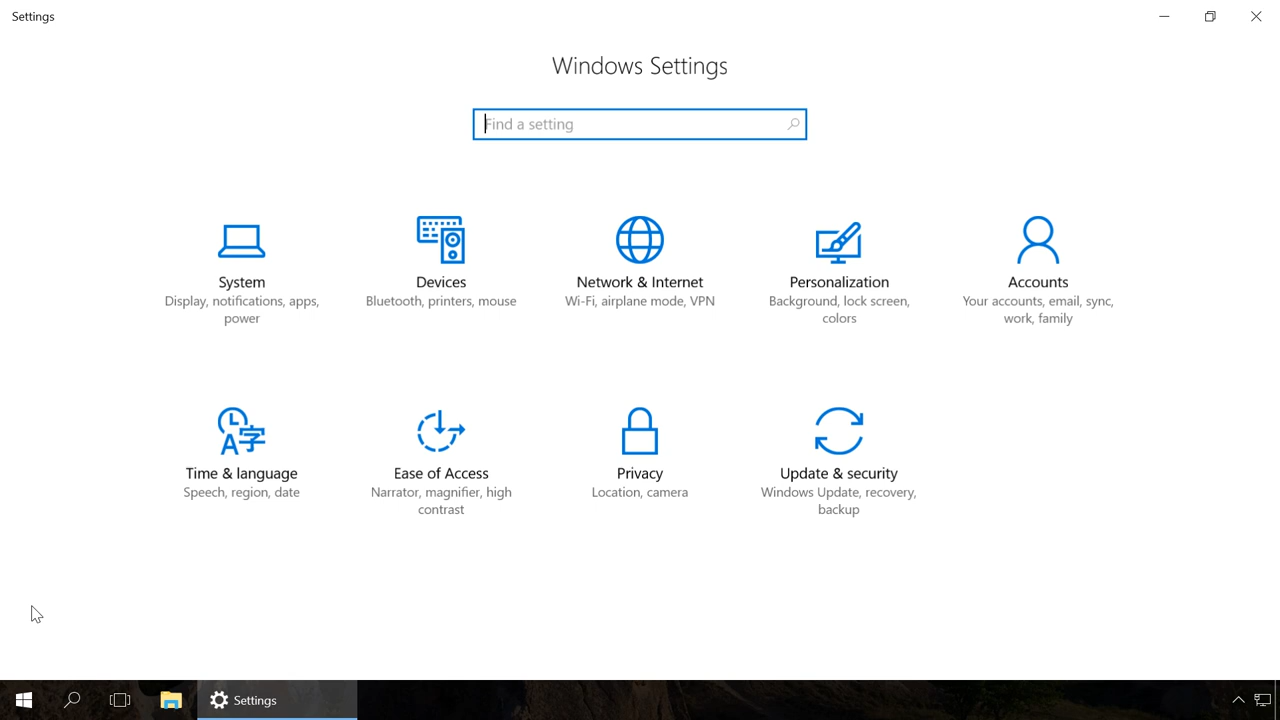 Settings
Windows Settings
Find a setting
System
Display, notifications, apps,
power
Devices
Bluetooth, printers, mouse
Network & Internet
Wi-Fi, airplane mode, VPN
Personalization
Background, lock screen,
colors
Accounts
Your accounts, email, sync,
work, family
A字
Time & language
Speech, region, date
Ease of Access
Narrator, magnifier, high
contrast
Privacy
Location, camera
Update & security
Windows Update, recovery,
backup
Settings